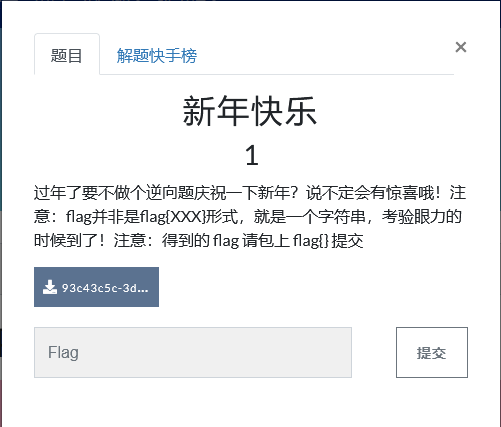 题目 解题快手榜 ×
新年快乐
1
过年了要不做个逆向题庆祝一下新年？说不定会有惊喜哦！注
意：flag并非是flag{XXX}形式，就是一个字符串，考验眼力的
时候到了！注意：得到的 flag 请包上 flag{} 提交
93c43c5c-3d...
Flag 提交